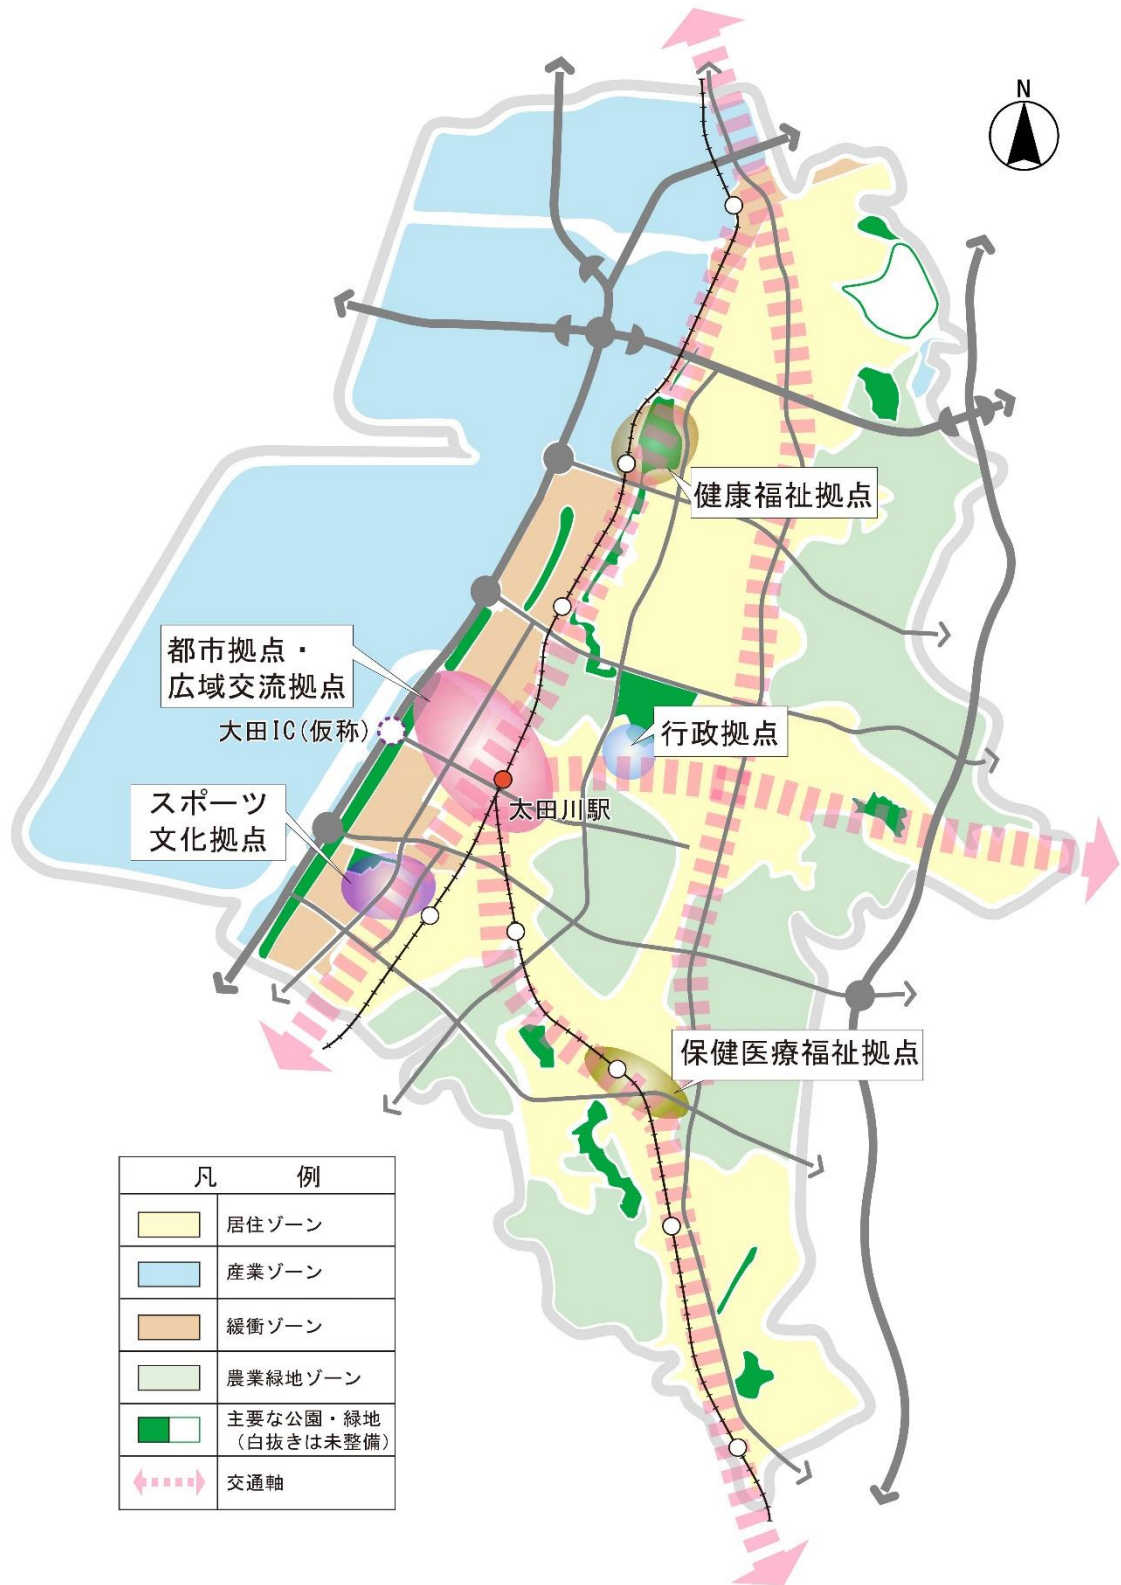 N
健康福祉拠点
都市拠点・
広域交流拠点
大田IC(仮称)
行政拠点
スポーツ
文化拠点
太田川駅
保健医療福祉拠点
凡 例
居住ゾーン
産業ゾーン
緩衝ゾーン
農業緑地ゾーン
主要な公園・緑地
(白抜きは未整備)
交通軸